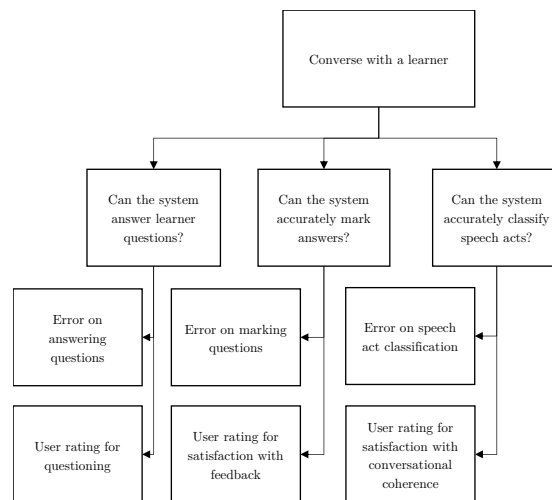 Converse with a learner
Can the system
answer learner
questions?
Can the system
accurately mark
answers?
Can the system
accurately classify
speech acts?
Error on
answering
questions
Error on marking
questions
Error on speech
act classification
User rating for
questioning
User rating for
satisfaction with
feedback
User rating for
satisfaction with
conversational
coherence